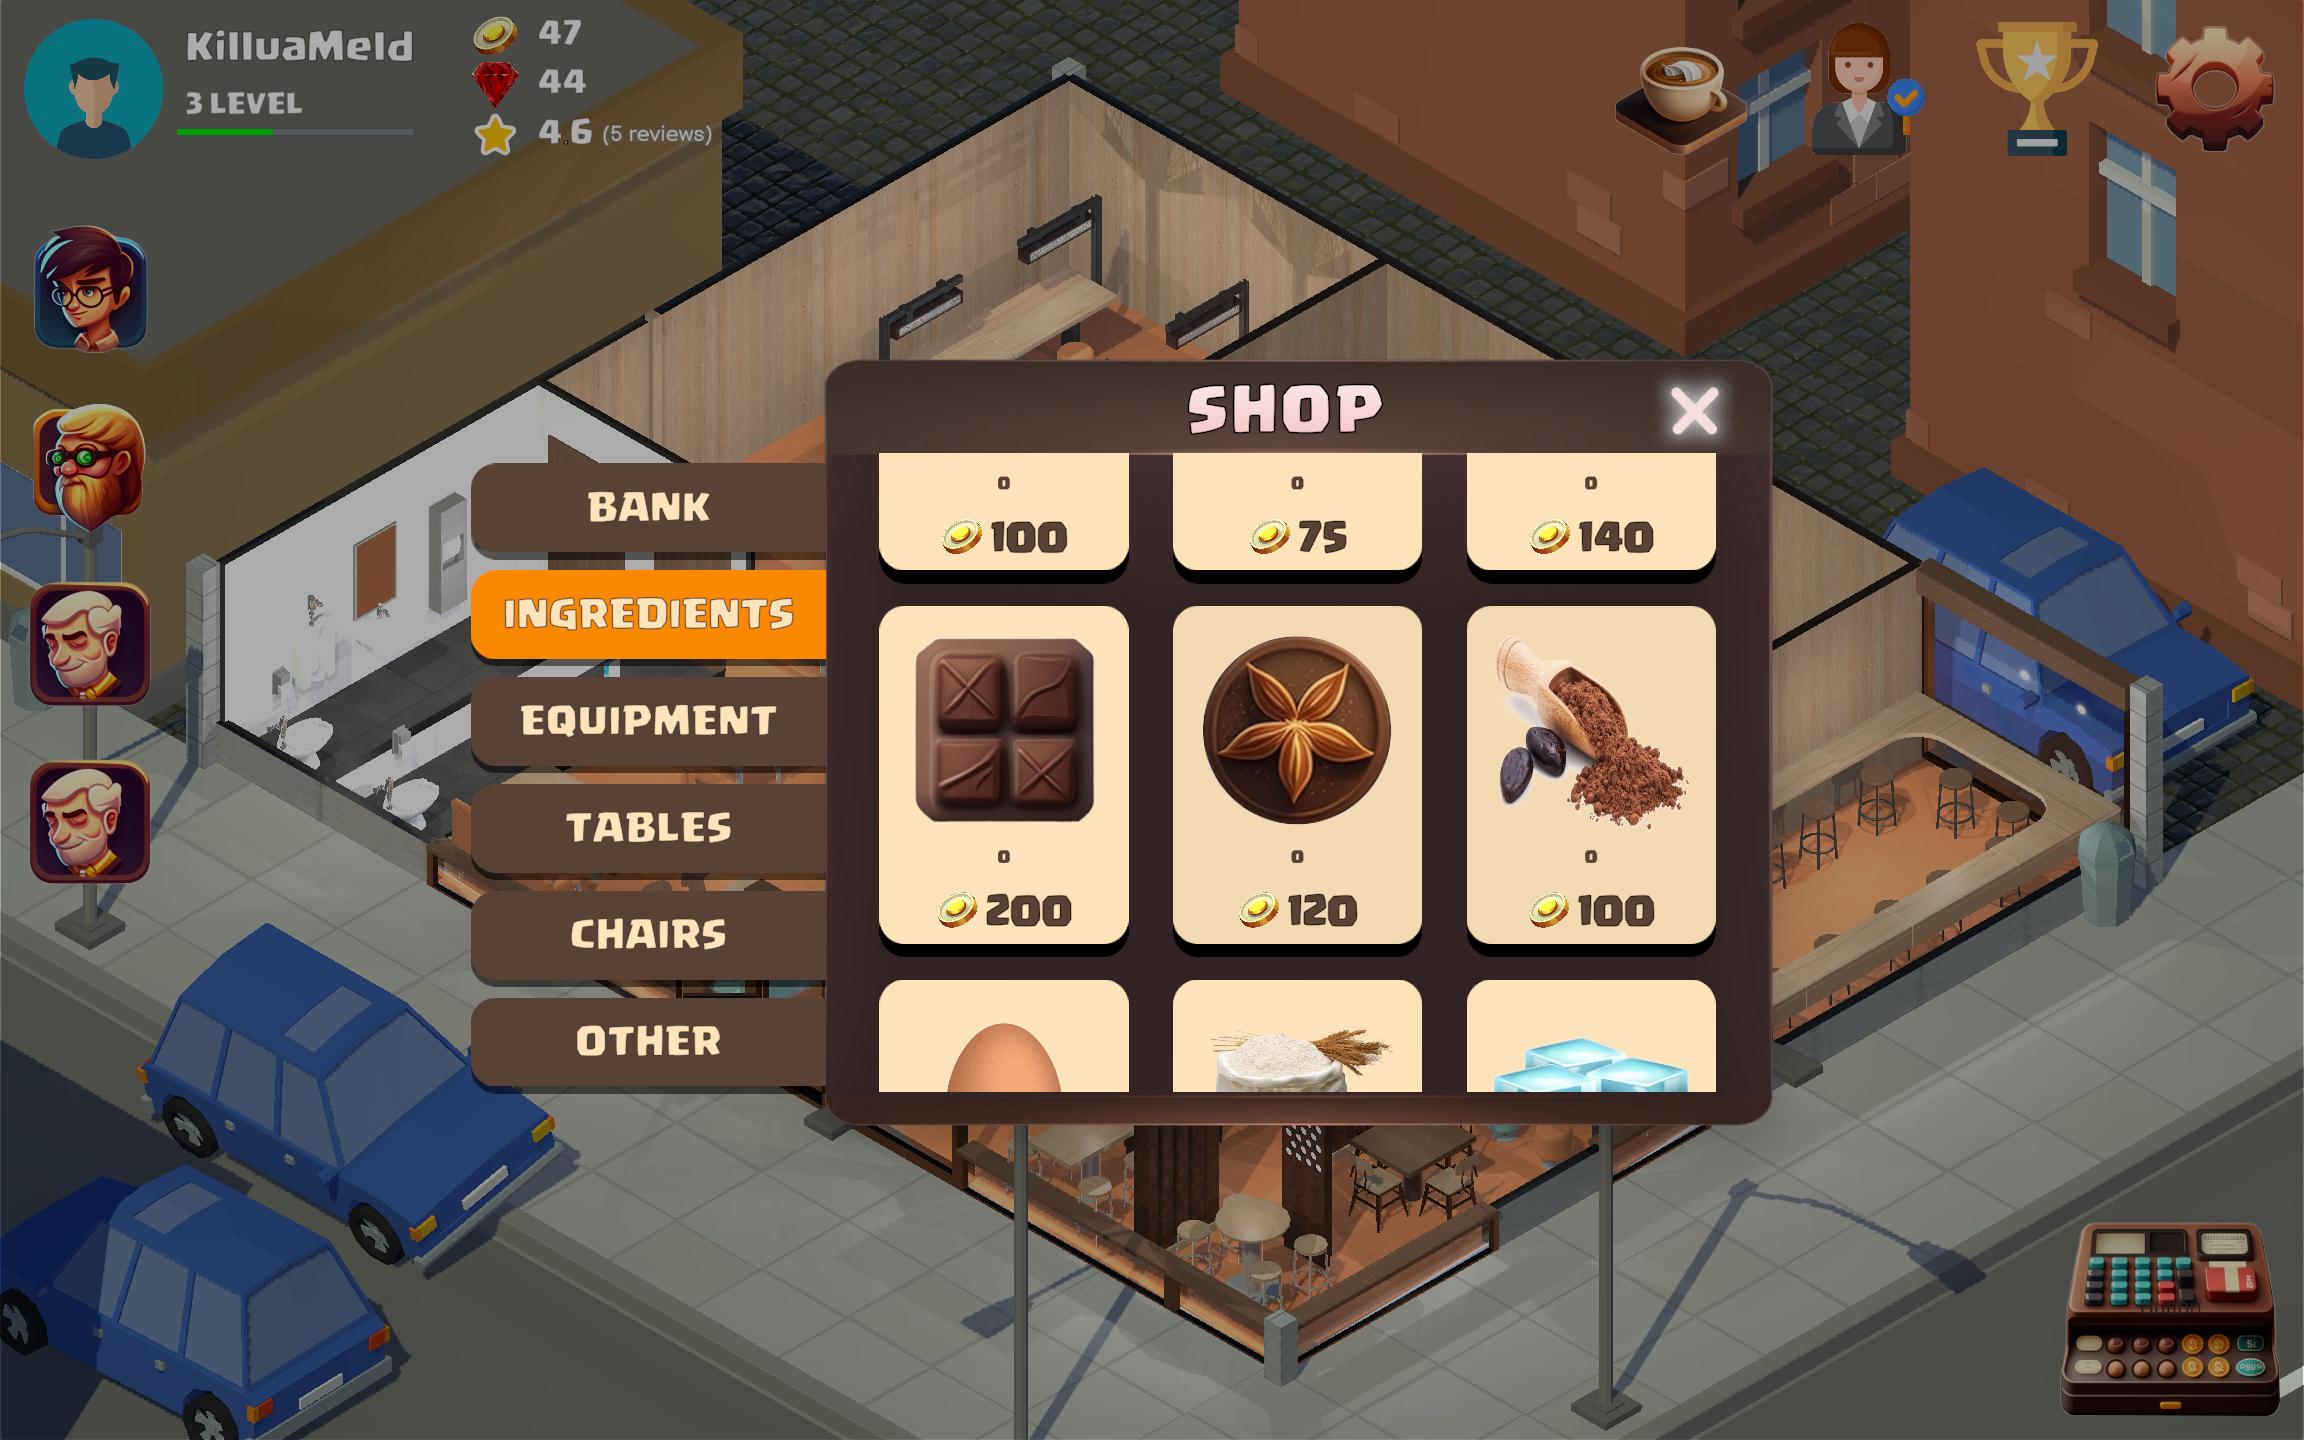 KilluaMeld
3 LEVEL
47
44
4.6 (5 reviews)
SHOP
BANK
INGREDIENTS
EQUIPMENT
TABLES
CHAIRS
OTHER
0 0 0
100 75 140
0 0 0
200 120 100